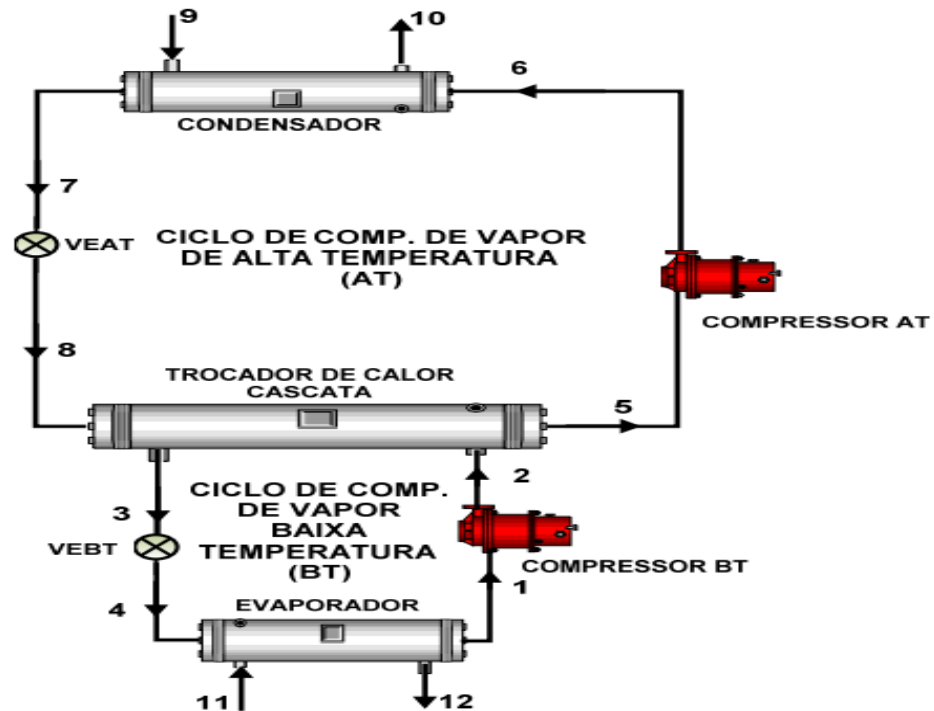 9
10
6
CONDENSADOR
7
VEAT
CICLO DE COMP. DE VAPOR
DE ALTA TEMPERATURA
(AT)
COMPRESSOR AT
8
TROCADOR DE CALOR
CASCATA
5
2
3
CICLO DE COMP.
DE VAPOR
BAIXA
TEMPERATURA
(BT)
VEBT
COMPRESSOR BT
1
4
EVAPORADOR
11
12